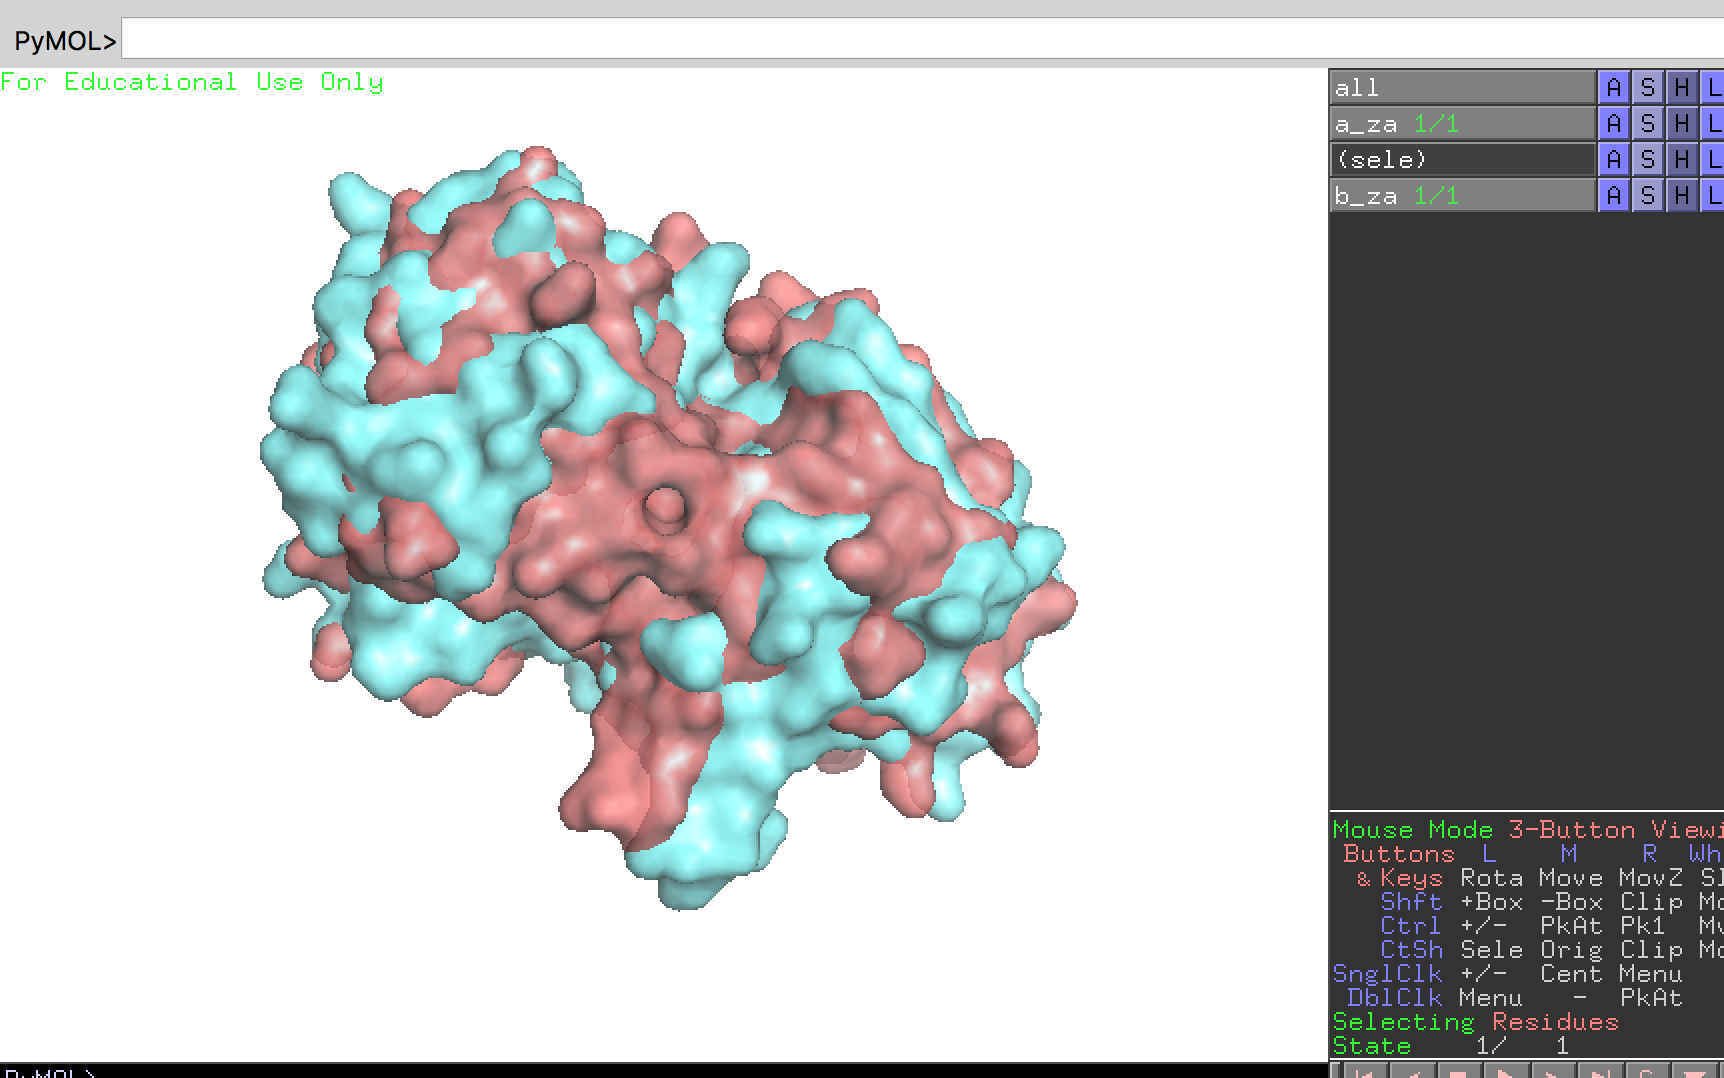 PyMOL>
For Educational Use Only
all A S H L
a_za 1/1 A S H L
(sele) A S H L
b_za 1/1 A S H L
Mouse Mode 3-Button Viewi
Buttons L M R Wh
& Keys Rota Move MovZ Sl
Shft +Box -Box Clip Mo
Ctrl +/- PkAt Pk1 Mv
CtSh Sele Orig Clip Mo
SnglClk +/- Cent Menu
DblClk Menu - PkAt
Selecting Residues
State 1/ 1
PyMOL>